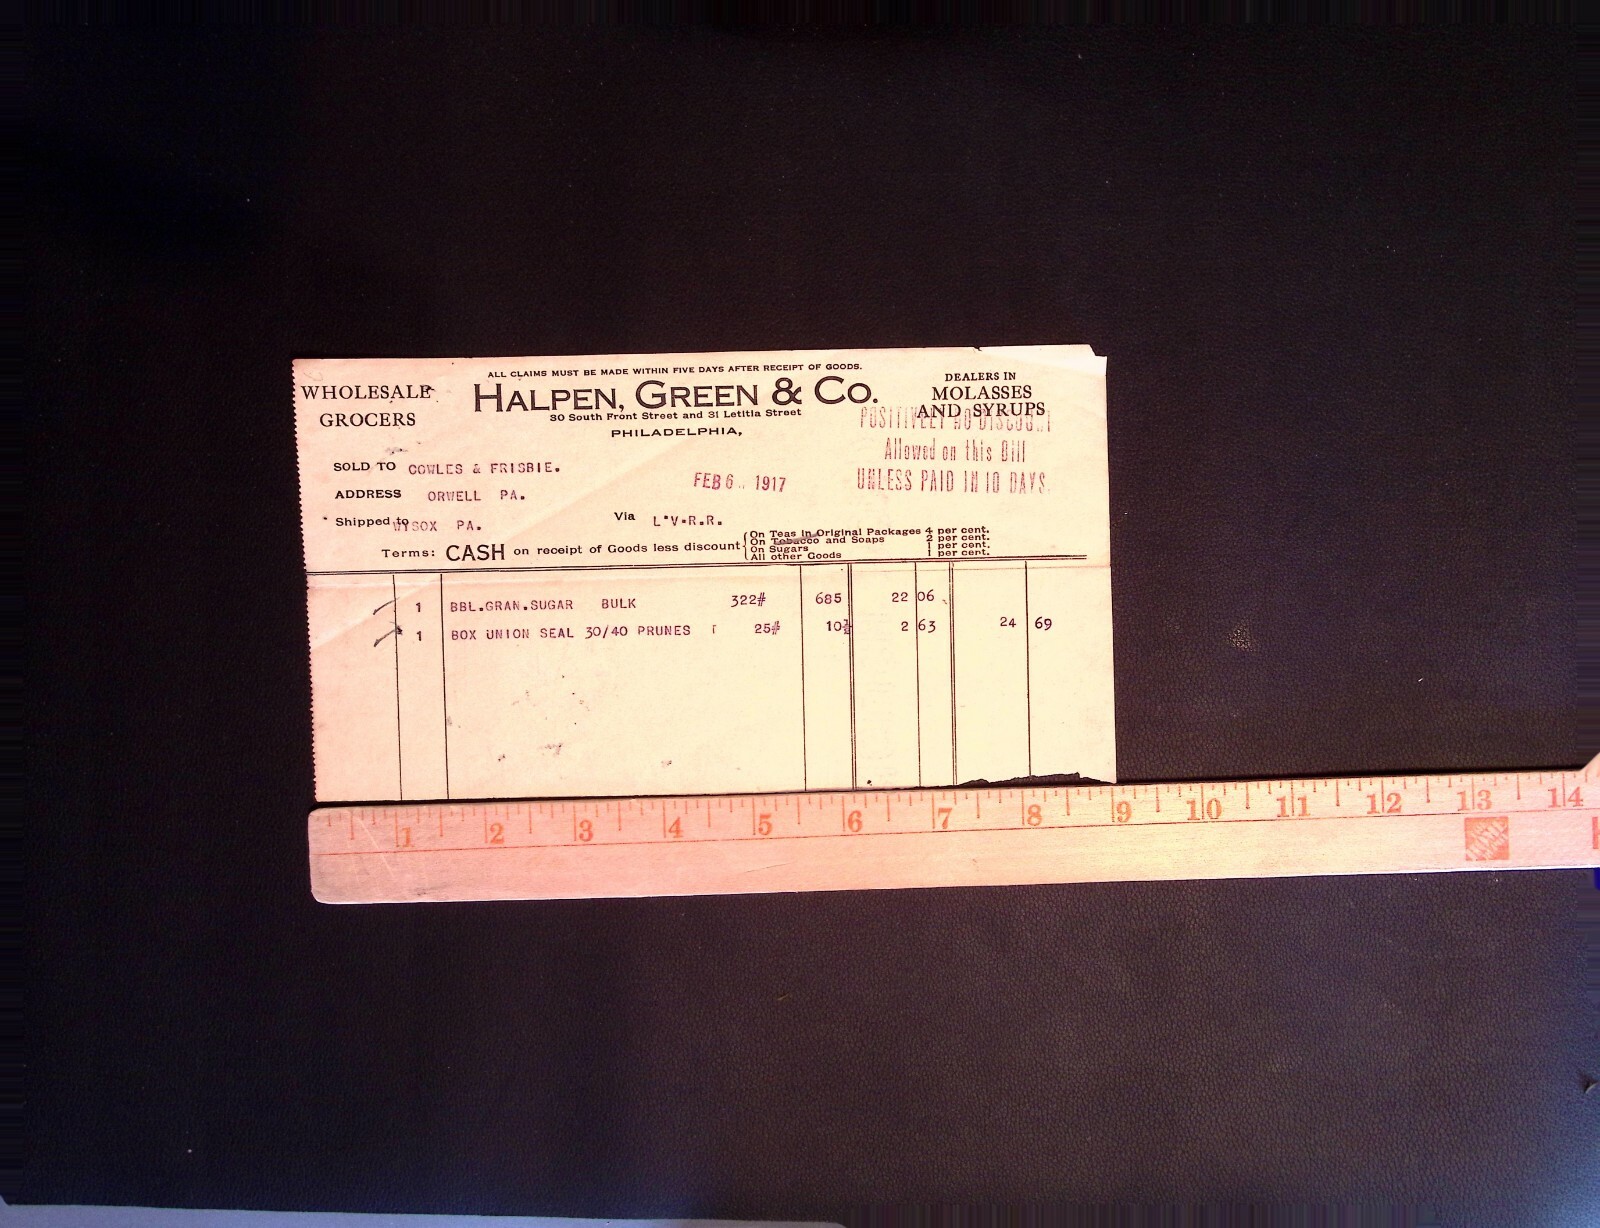 ALL CLAIMS MUST BE MADE WITHIN FIVE DAYS AFTER RECEIPT OF GOODS.
WHOLESALE
GROCERS
HALPEN, GREEN & CO.
30 South Front Street and 31 Letitia Street
PHILADELPHIA,
DEALERS IN
MOLASSES
AND SYRUPS
POSITIVELY NO DISCOUNT
Allowed on this Bill
UNLESS PAID IN 10 DAYS.
SOLD TO COWLES & FRISBIE.
FEB 6 1917
ADDRESS ORWELL PA.
Shipped to WYSOX PA.
Via L.V.R.R.
Terms: CASH on receipt of Goods less discount
On Teas in Original Packages 4 per cent.
On Tobacco and Soaps 2 per cent.
On Sugars 1 per cent.
All other Goods 1 per cent.
1 BBL.GRAN.SUGAR BULK 322# 685 22 06
1 BOX UNION SEAL 30/40 PRUNES 25# 10½ 2 63 24 69
1 2 3 4 5 6 7 8 9 10 11 12 13 14